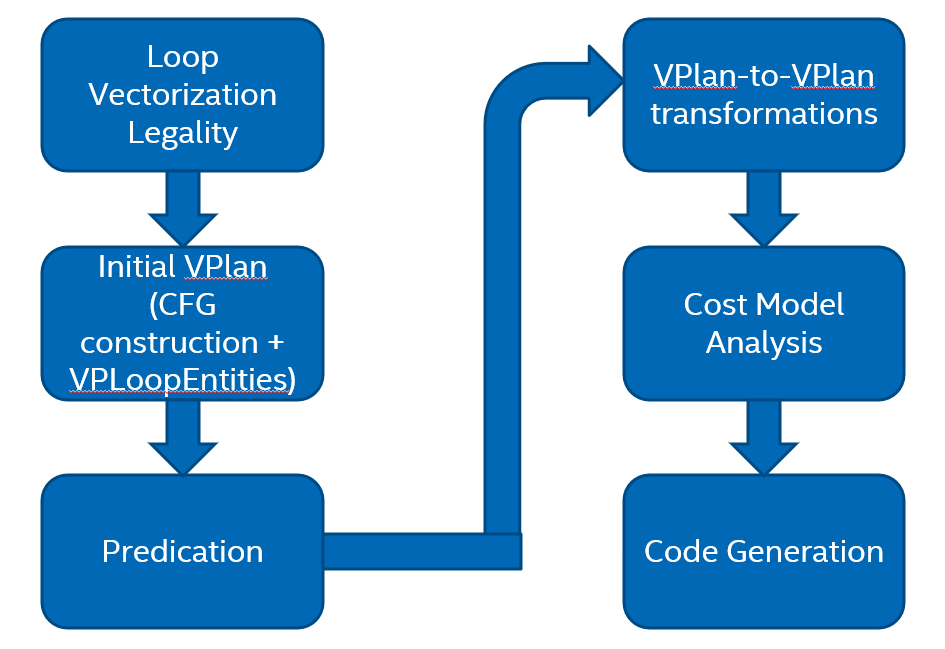 Loop
Vectorization
Legality
Initial VPlan
(CFG
construction +
VPLoopEntities)
Predication
VPlan-to-VPlan
transformations
Cost Model
Analysis
Code Generation